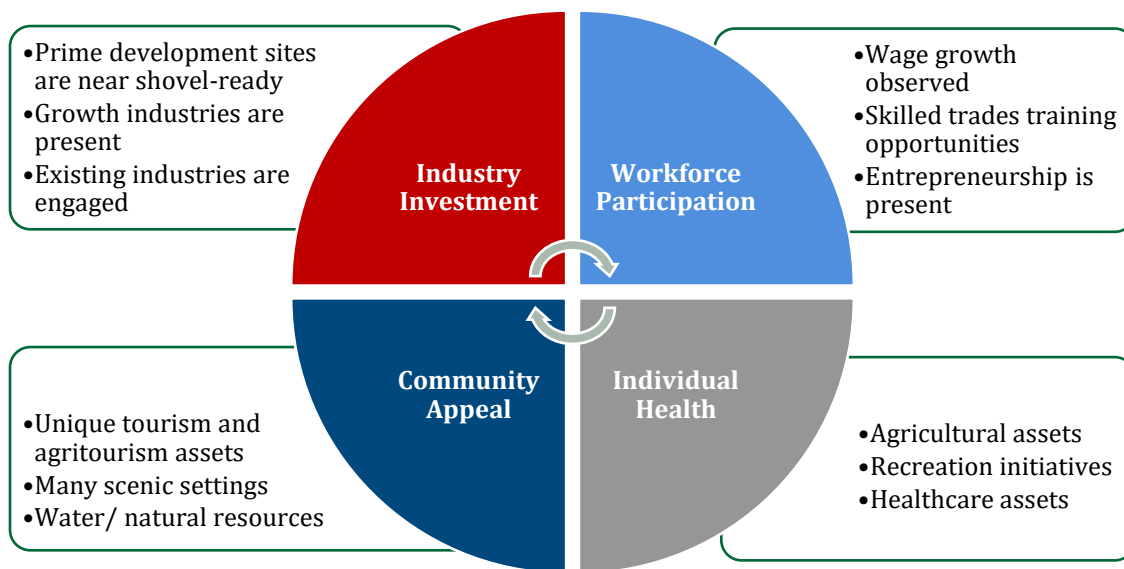 •Prime development sites
are near shovel-ready
•Growth industries are
present
•Existing industries are
engaged
Industry
Investment
Workforce
Participation
•Wage growth
observed
•Skilled trades training
opportunities
•Entrepreneurship is
present
•Unique tourism and
agritourism assets
•Many scenic settings
•Water/ natural resources
Community
Appeal
Individual
Health
•Agricultural assets
•Recreation initiatives
•Healthcare assets